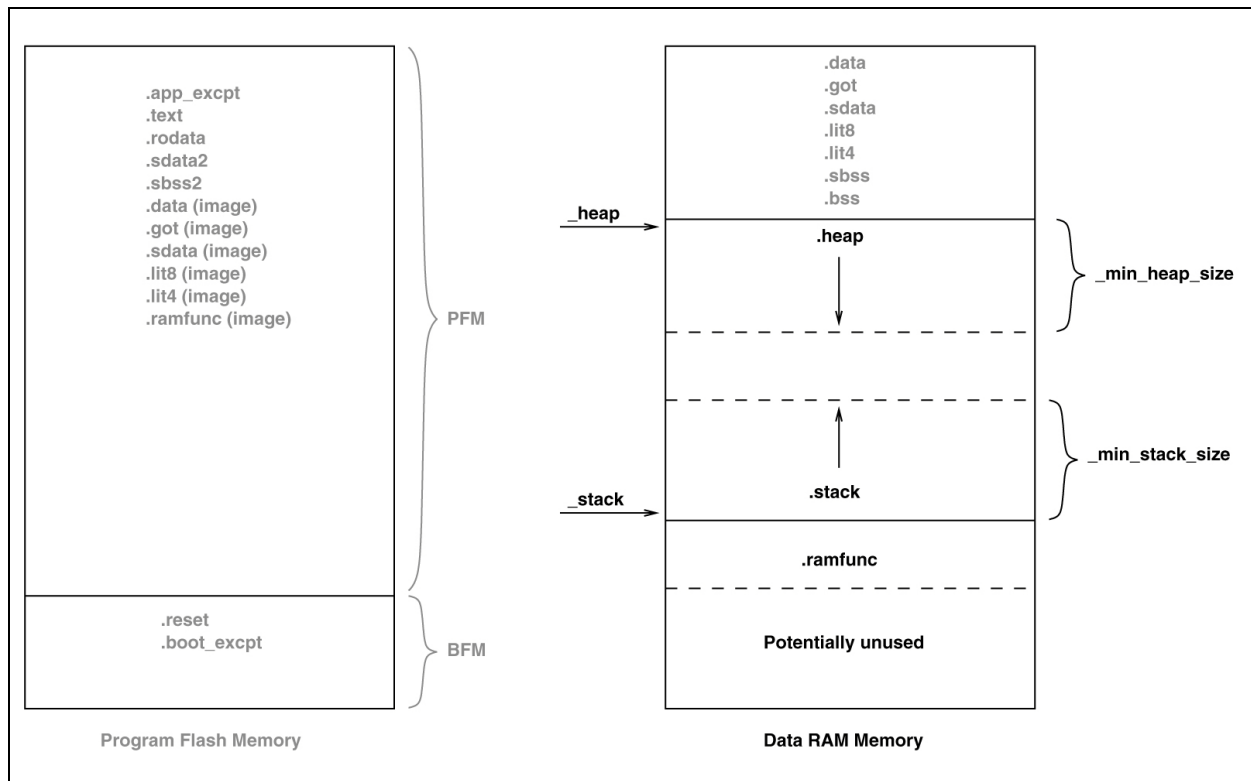 .app_excpt
.text
.rodata
.sdata2
.sbss2
.data (image)
.got (image)
.sdata (image)
.lit8 (image)
.lit4 (image)
.ramfunc (image)
PFM
.reset
.boot_excpt
BFM
Program Flash Memory
.data
.got
.sdata
.lit8
.lit4
.sbss
.bss
_heap
.heap
_min_heap_size
_min_stack_size
.stack
_stack
.ramfunc
Potentially unused
Data RAM Memory